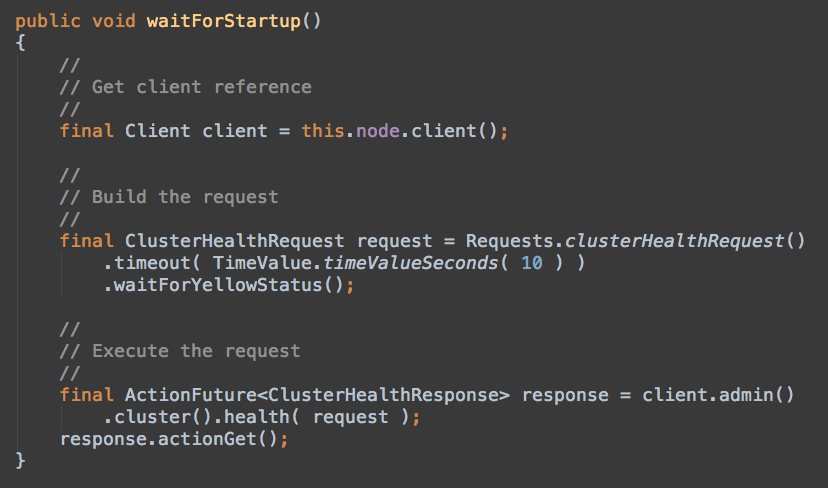 public void waitForStartup()
{
    //
    // Get client reference
    //
    final Client client = this.node.client();

    //
    // Build the request
    //
    final ClusterHealthRequest request = Requests.clusterHealthRequest()
        .timeout( TimeValue.timeValueSeconds( 10 ) )
        .waitForYellowStatus();

    //
    // Execute the request
    //
    final ActionFuture<ClusterHealthResponse> response = client.admin()
        .cluster().health( request );
    response.actionGet();
}